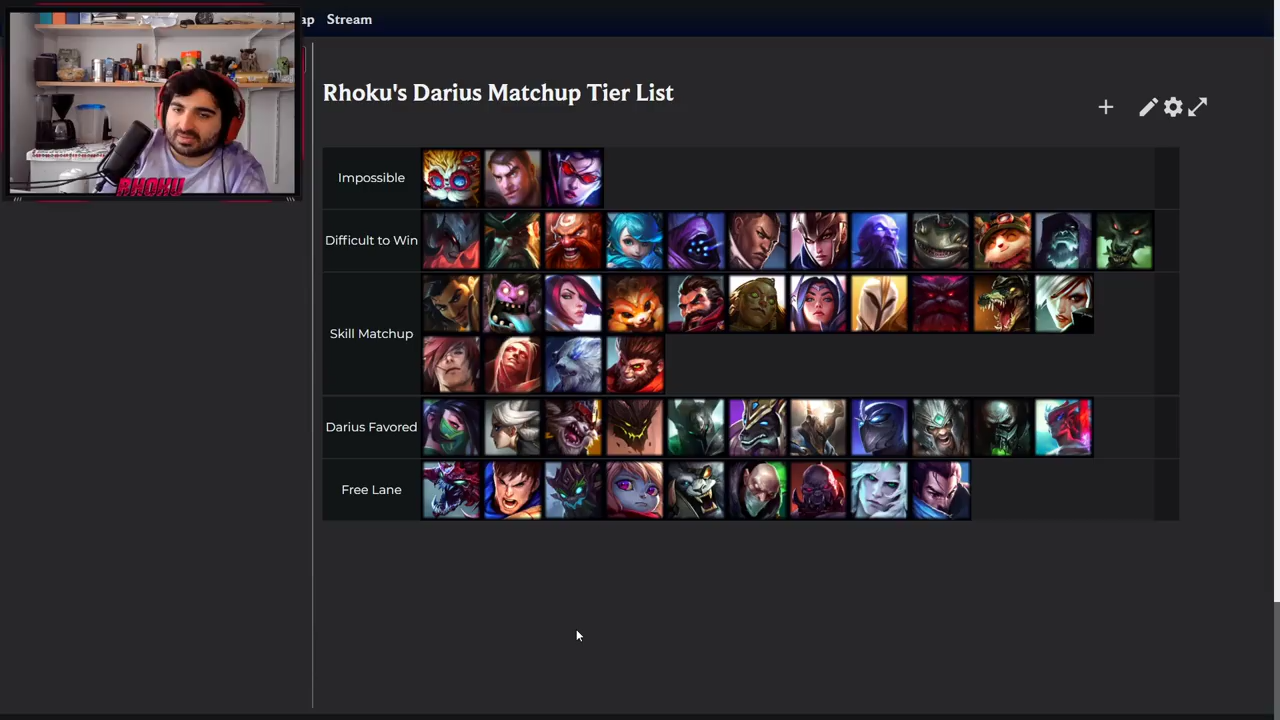 ap Stream
Rhoku's Darius Matchup Tier List
RHOKU
Impossible
Difficult to Win
Skill Matchup
Darius Favored
Free Lane